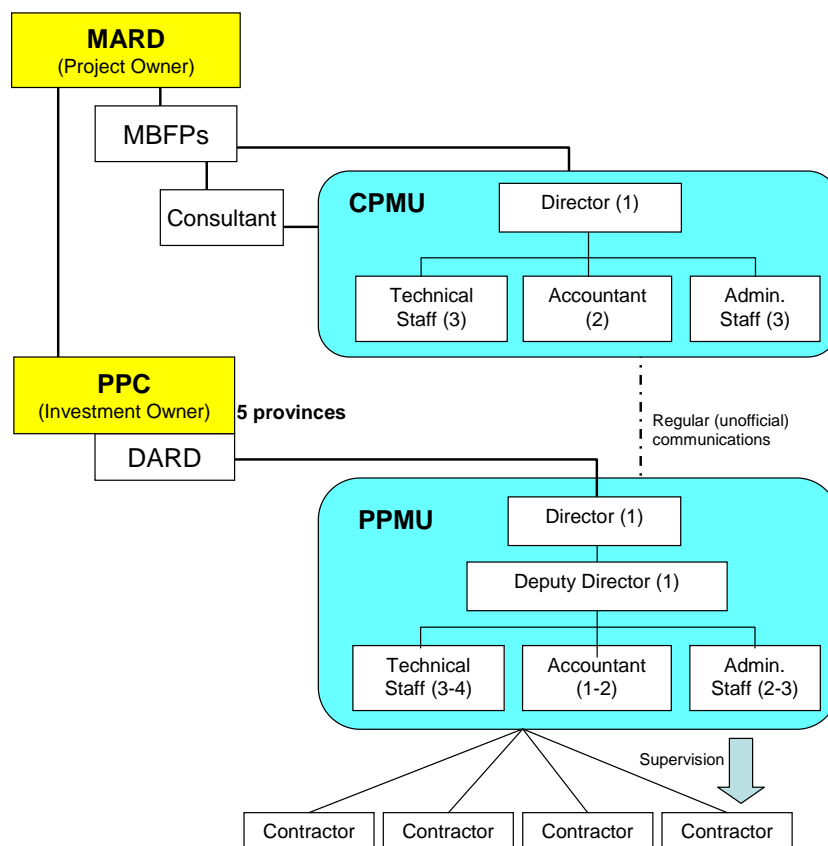 MARD
(Project Owner)
MBFPs
Consultant
CPMU
Director (1)
Technical
Staff (3)
Accountant
(2)
Admin.
Staff (3)
PPC
(Investment Owner)
5 provinces
DARD
Regular (unofficial)
communications
PPMU
Director (1)
Deputy Director (1)
Technical
Staff (3-4)
Accountant
(1-2)
Admin.
Staff (2-3)
Supervision
Contractor
Contractor
Contractor
Contractor